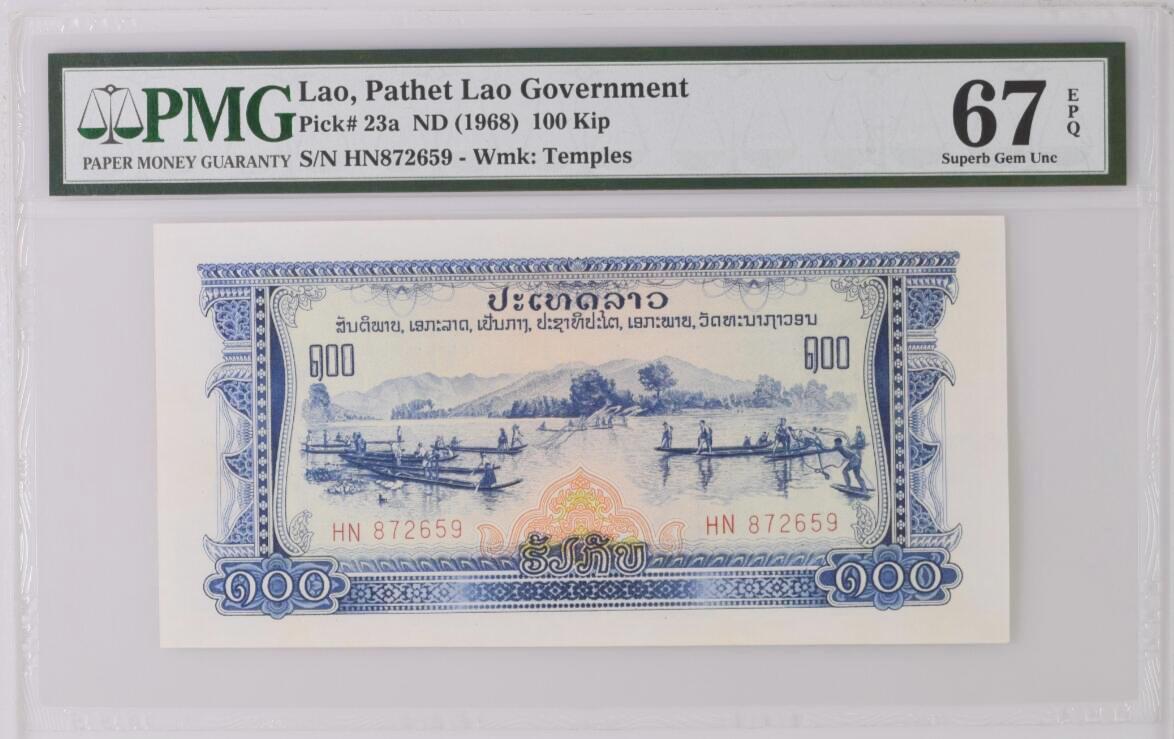 PMG
PAPER MONEY GUARANTY
Lao, Pathet Lao Government
Pick# 23a ND (1968) 100 Kip
S/N HN872659 - Wmk: Temples
67
EPQ
Superb Gem Unc
ປະເທດລາວ
ສັນຕິພາບ, ເອກະລາດ, ເປັນກາງ, ປະຊາທິປະໄຕ, ເອກະພາບ, ວັດທະນາຖາວອນ
໑໐໐ ໑໐໐
HN 872659 HN 872659
ຮ້ຽກີບ
໑໐໐ ໑໐໐